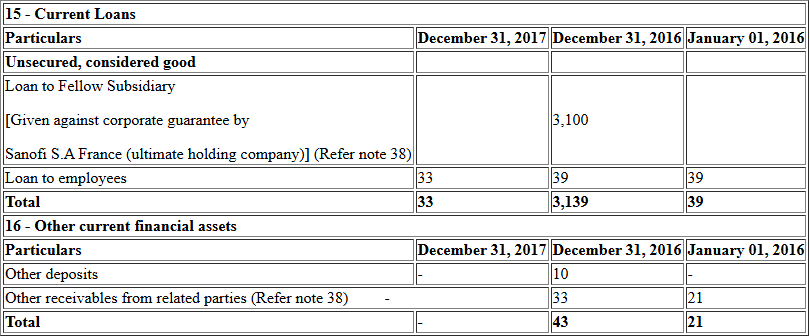 15 - Current Loans
Particulars December 31, 2017 December 31, 2016 January 01, 2016
Unsecured, considered good
Loan to Fellow Subsidiary
[Given against corporate guarantee by 3,100
Sanofi S.A France (ultimate holding company)] (Refer note 38)
Loan to employees 33 39 39
Total 33 3,139 39
16 - Other current financial assets
Particulars December 31, 2017 December 31, 2016 January 01, 2016
Other deposits - 10 -
Other receivables from related parties (Refer note 38) - 33 21
Total - 43 21